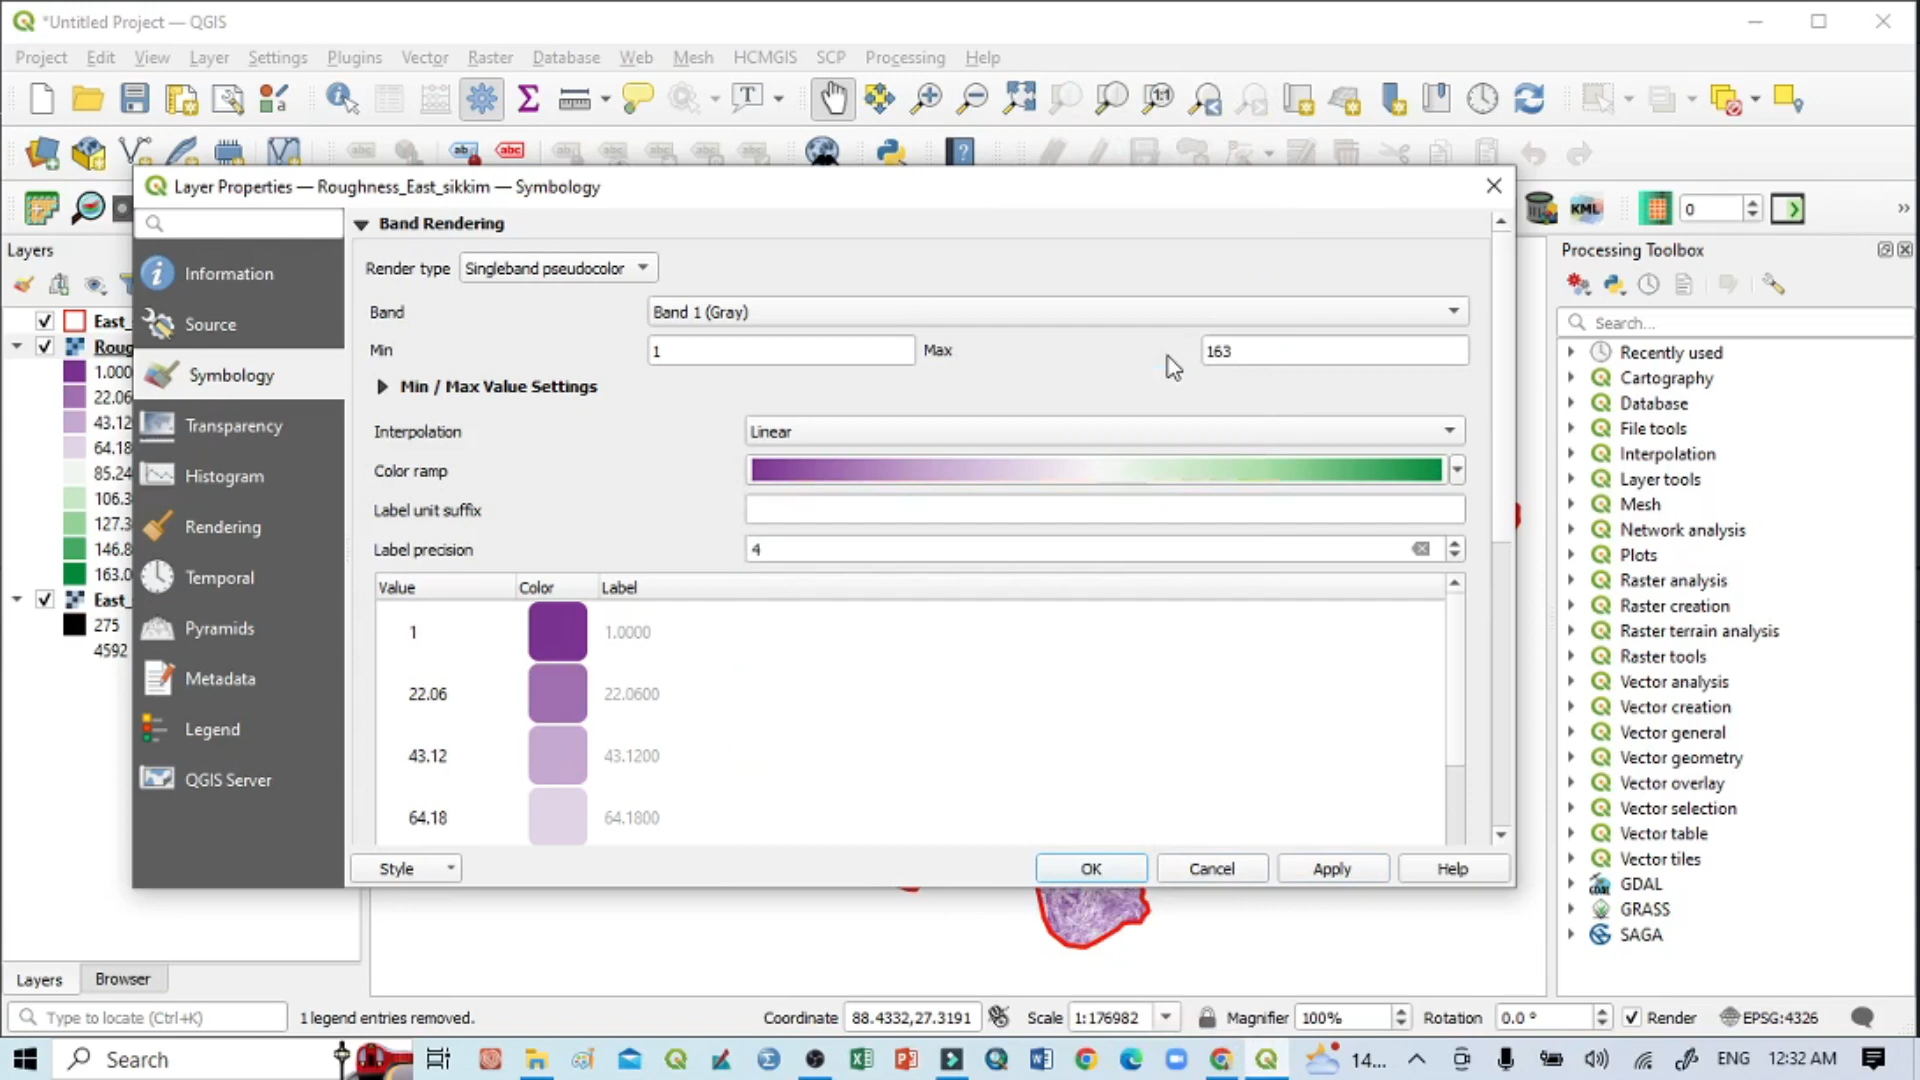 *Untitled Project — QGIS
Project Edit View Layer Settings Plugins Vector Raster Database Web Mesh HCMGIS SCP Processing Help
Layer Properties — Roughness_East_sikkim — Symbology
KML
0
Layers
East_
Roug
1.000
22.06
43.12
64.18
85.24
106.3
127.3
146.8
163.0
East_
275
4592
Information
Source
Symbology
Transparency
Histogram
Rendering
Temporal
Pyramids
Metadata
Legend
QGIS Server
Band Rendering
Render type Singleband pseudocolor
Band Band 1 (Gray)
Min 1 Max 163
Min / Max Value Settings
Interpolation Linear
Color ramp
Label unit suffix
Label precision 4
Value Color Label
1 1.0000
22.06 22.0600
43.12 43.1200
64.18 64.1800
Style OK Cancel Apply Help
Processing Toolbox
Search...
Recently used
Cartography
Database
File tools
Interpolation
Layer tools
Mesh
Network analysis
Plots
Raster analysis
Raster creation
Raster terrain analysis
Raster tools
Vector analysis
Vector creation
Vector general
Vector geometry
Vector overlay
Vector selection
Vector table
Vector tiles
GDAL
GRASS
SAGA
Layers Browser
Type to locate (Ctrl+K) 1 legend entries removed. Coordinate 88.4332,27.3191 Scale 1:176982 Magnifier 100% Rotation 0.0 ° Render EPSG:4326
Search 14... ENG 12:32 AM